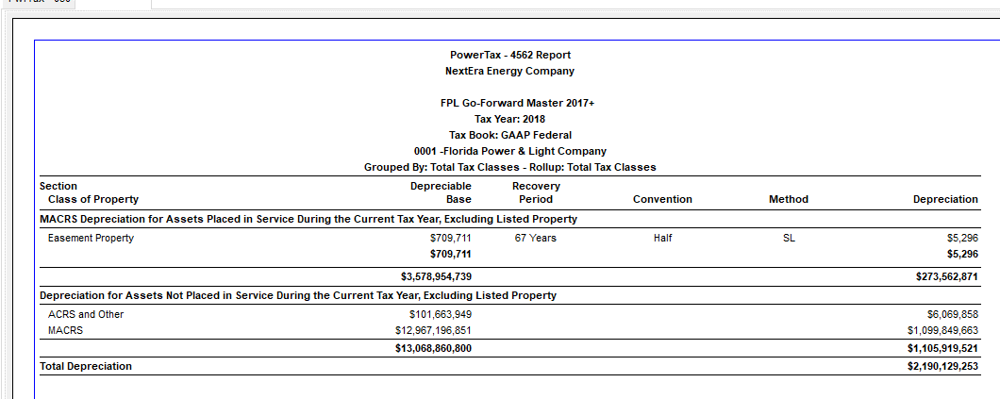 PowerTax - 4562 Report
NextEra Energy Company
FPL Go-Forward Master 2017+
Tax Year: 2018
Tax Book: GAAP Federal
0001 -Florida Power & Light Company
Grouped By: Total Tax Classes - Rollup: Total Tax Classes
Section Depreciable Recovery
Class of Property Base Period Convention Method Depreciation
MACRS Depreciation for Assets Placed in Service During the Current Tax Year, Excluding Listed Property
Easement Property $709,711 67 Years Half SL $5,296
$709,711 $5,296
$3,578,954,739 $273,562,871
Depreciation for Assets Not Placed in Service During the Current Tax Year, Excluding Listed Property
ACRS and Other $101,663,949 $6,069,858
MACRS $12,967,196,851 $1,099,849,663
$13,068,860,800 $1,105,919,521
Total Depreciation $2,190,129,253